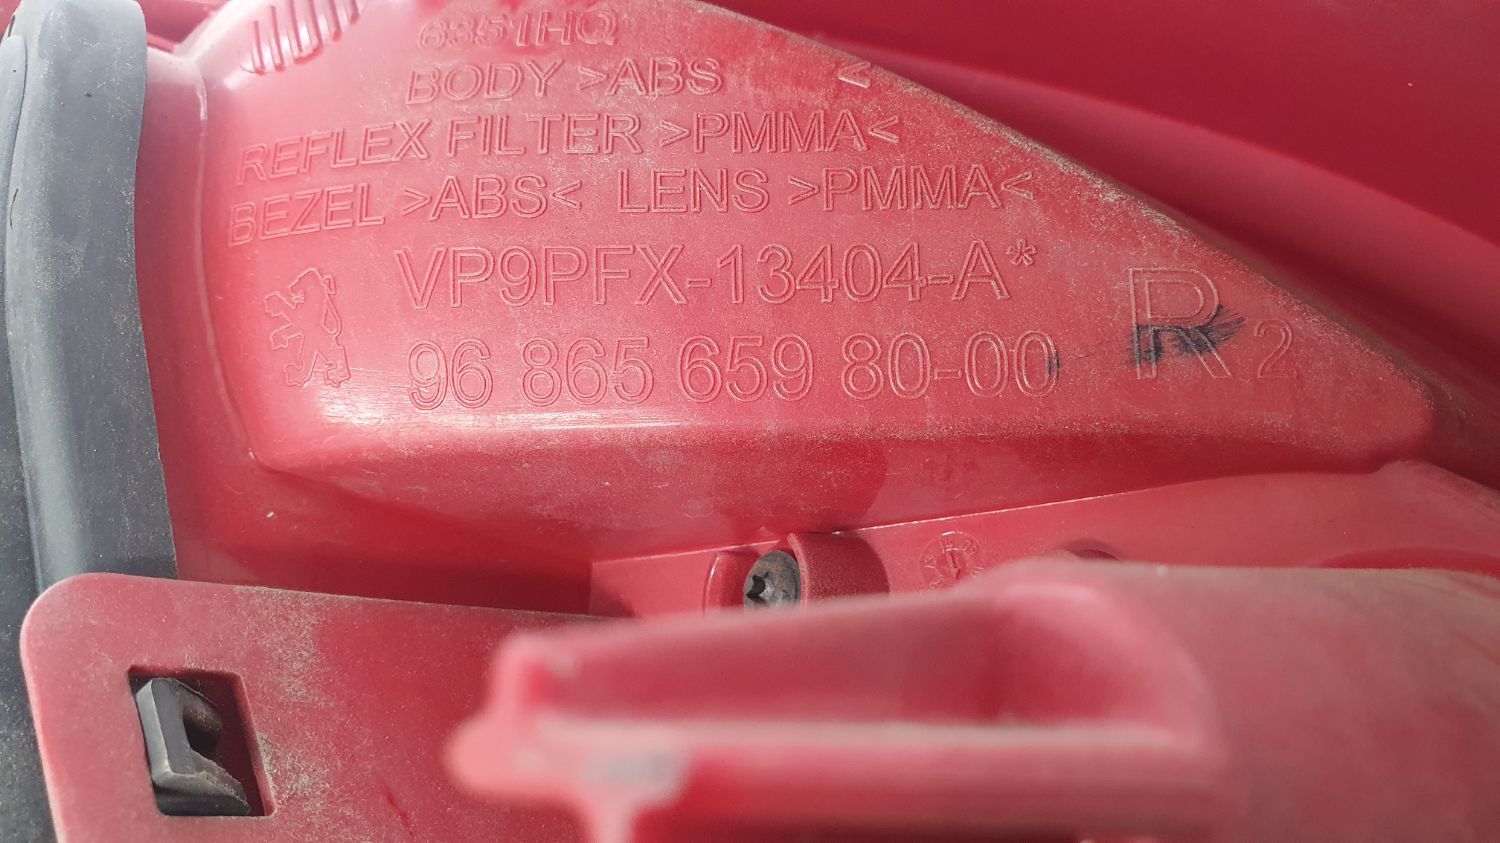 6351HQ
BODY >ABS <
REFLEX FILTER >PMMA<
BEZEL >ABS< LENS >PMMA<
VP9PFX-13404-A*
96 865 659 80-00
R 2